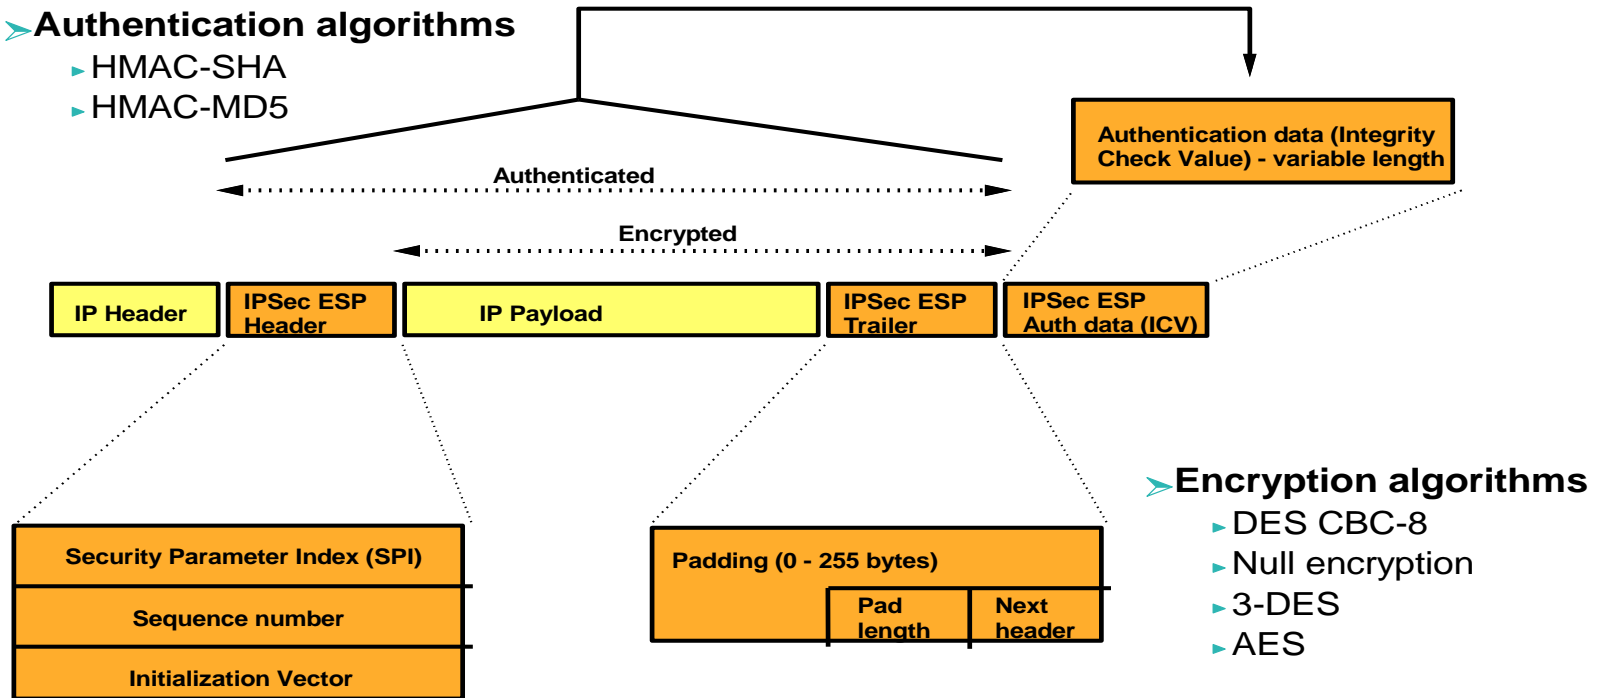 Authentication algorithms
HMAC-SHA
HMAC-MD5
Authentication data (Integrity
Check Value) - variable length
Authenticated
Encrypted
IP Header
IPSec ESP
Header
IP Payload
IPSec ESP
Trailer
IPSec ESP
Auth data (ICV)
Security Parameter Index (SPI)
Sequence number
Initialization Vector
Padding (0 - 255 bytes)
Pad
length
Next
header
Encryption algorithms
DES CBC-8
Null encryption
3-DES
AES